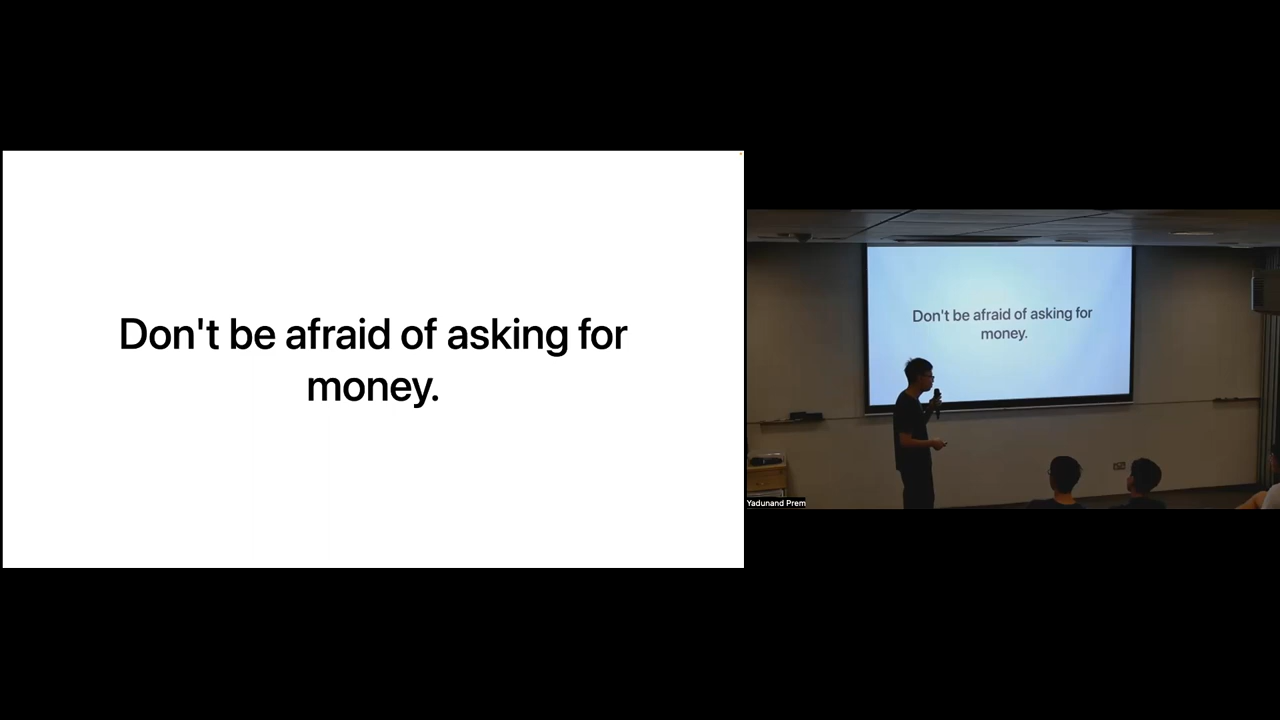 Don't be afraid of asking for
money.
Don't be afraid of asking for
money.
Yadunand Prem